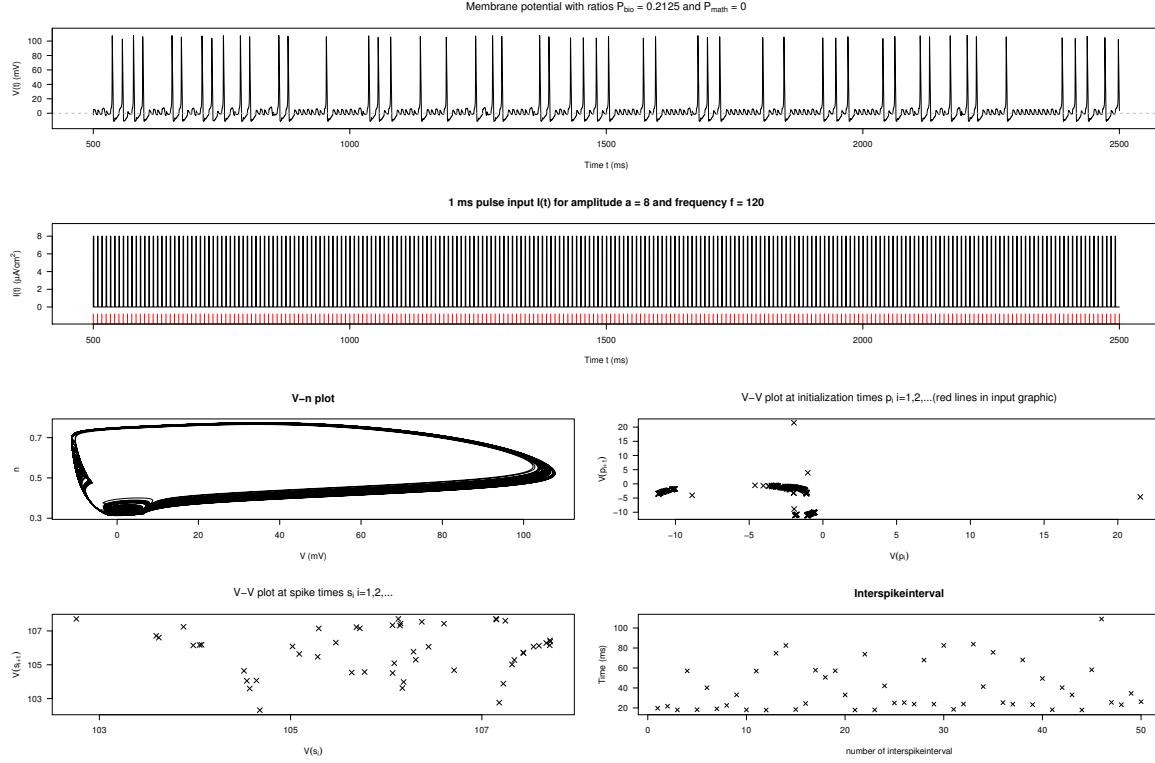 Membrane potential with ratios P_bio = 0.2125 and P_math = 0
V(t) (mV)
100
80
60
40
20
0
500 1000 1500 2000 2500
Time t (ms)
1 ms pulse input I(t) for amplitude a = 8 and frequency f = 120
I(t) (μA/cm²)
8
6
4
2
0
500 1000 1500 2000 2500
Time t (ms)
V−n plot
n
0.7
0.5
0.3
0 20 40 60 80 100
V (mV)
V−V plot at initialization times p_i i=1,2,...(red lines in input graphic)
V(p_i+1)
20
15
10
5
0
−5
−10
−10 −5 0 5 10 15 20
V(p_i)
V−V plot at spike times s_i i=1,2,...
V(s_i+1)
107
105
103
103 105 107
V(s_i)
Interspikeinterval
Time (ms)
100
80
60
40
20
0 10 20 30 40 50
number of interspikeinterval